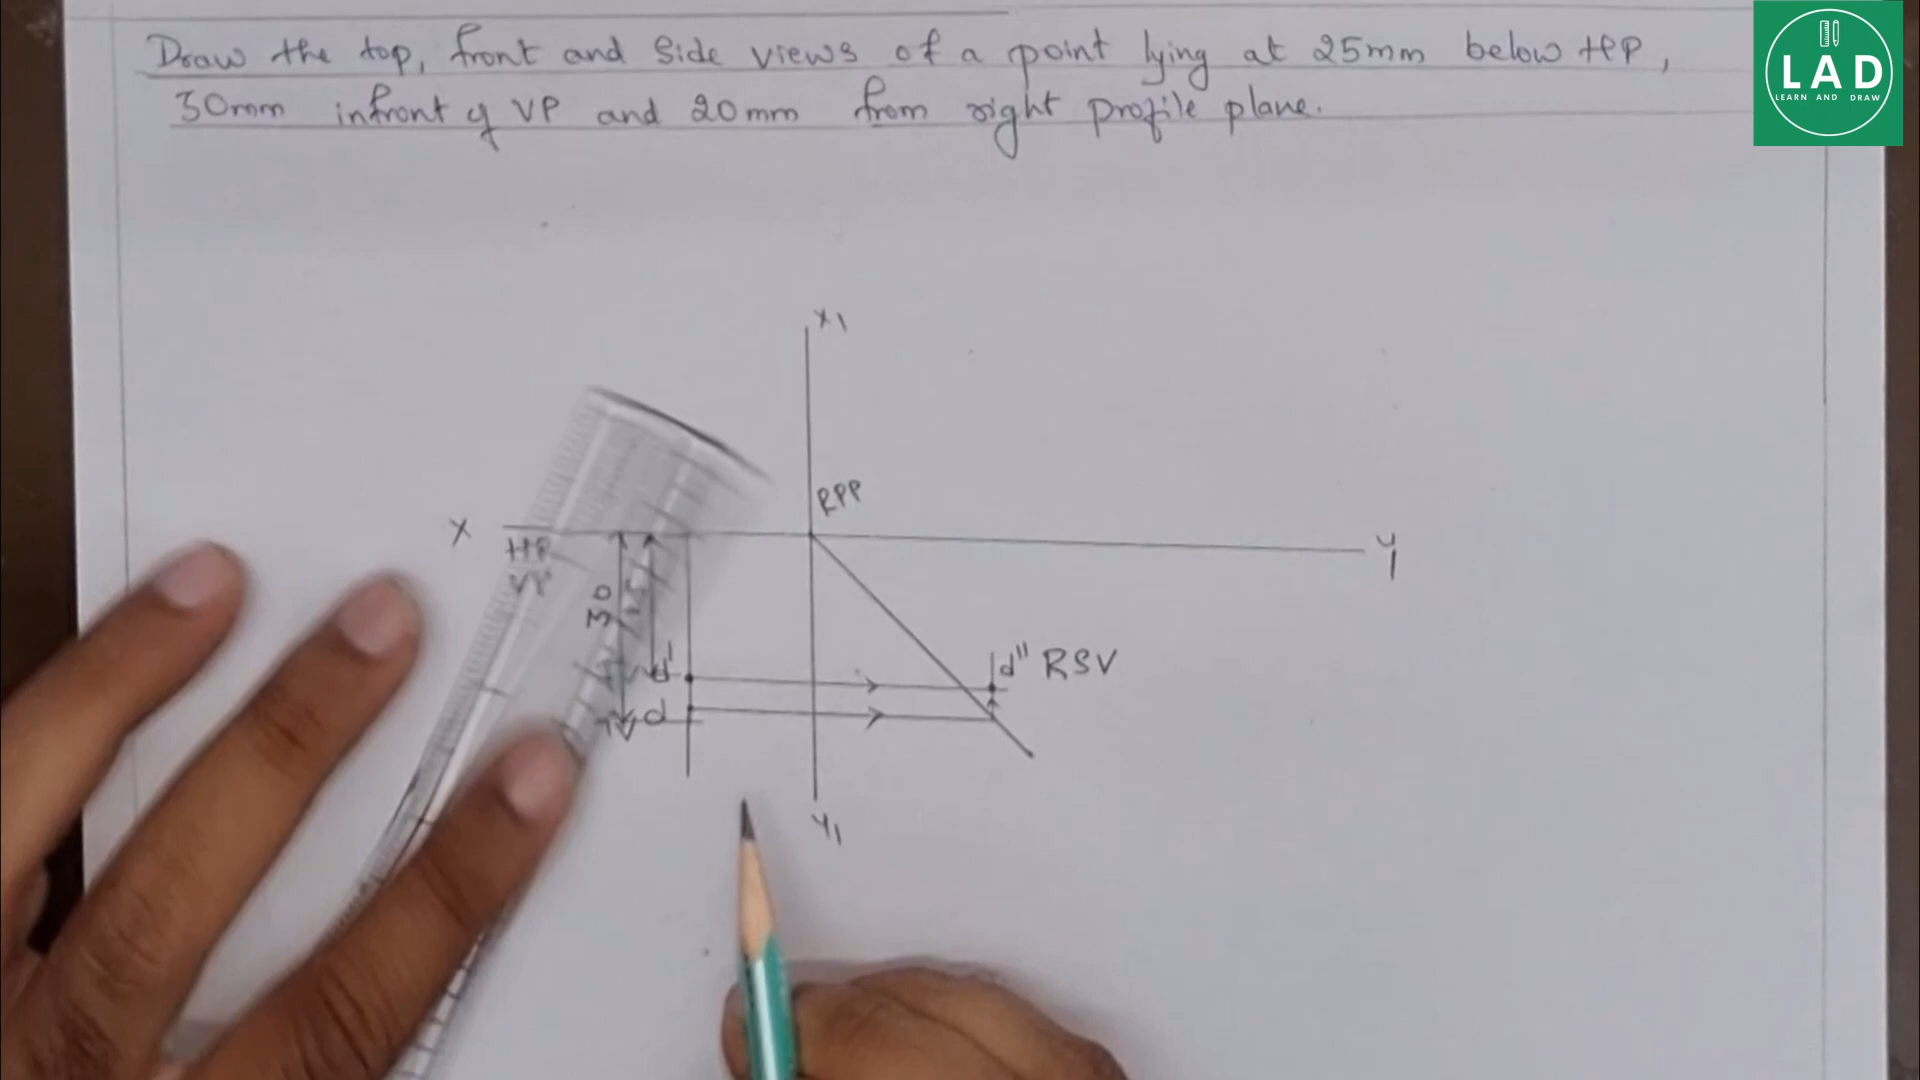 Draw the top, front and Side views of a point lying at 25mm below HP,
30mm infront of VP and 20mm from right profile plane.
LAD
LEARN AND DRAW
X1
RPP
X
Y
HP
VP
30
25
d'
d
d" RSV
Y1